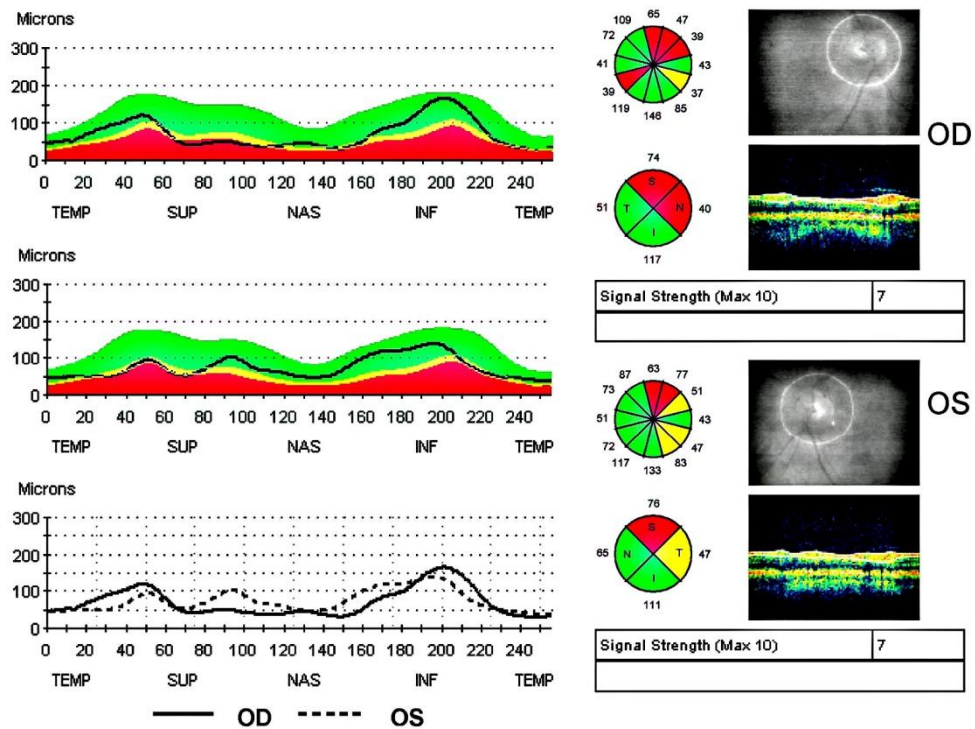 Microns
300
200
100
0
0 20 40 60 80 100 120 140 160 180 200 220 240
TEMP SUP NAS INF TEMP
109 65 47
72 39
41 43
39 37
119 146 85
74
51 T S N 40
I
117
OD
Signal Strength (Max 10) 7
Microns
300
200
100
0
0 20 40 60 80 100 120 140 160 180 200 220 240
TEMP SUP NAS INF TEMP
87 63 77
73 51
51 43
72 47
117 133 83
OS
76
65 N S T 47
I
111
Signal Strength (Max 10) 7
Microns
300
200
100
0
0 20 40 60 80 100 120 140 160 180 200 220 240
TEMP SUP NAS INF TEMP
OD OS